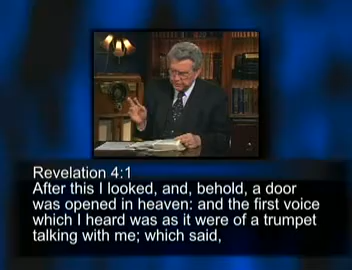 Revelation 4:1
After this I looked, and, behold, a door
was opened in heaven: and the first voice
which I heard was as it were of a trumpet
talking with me; which said,